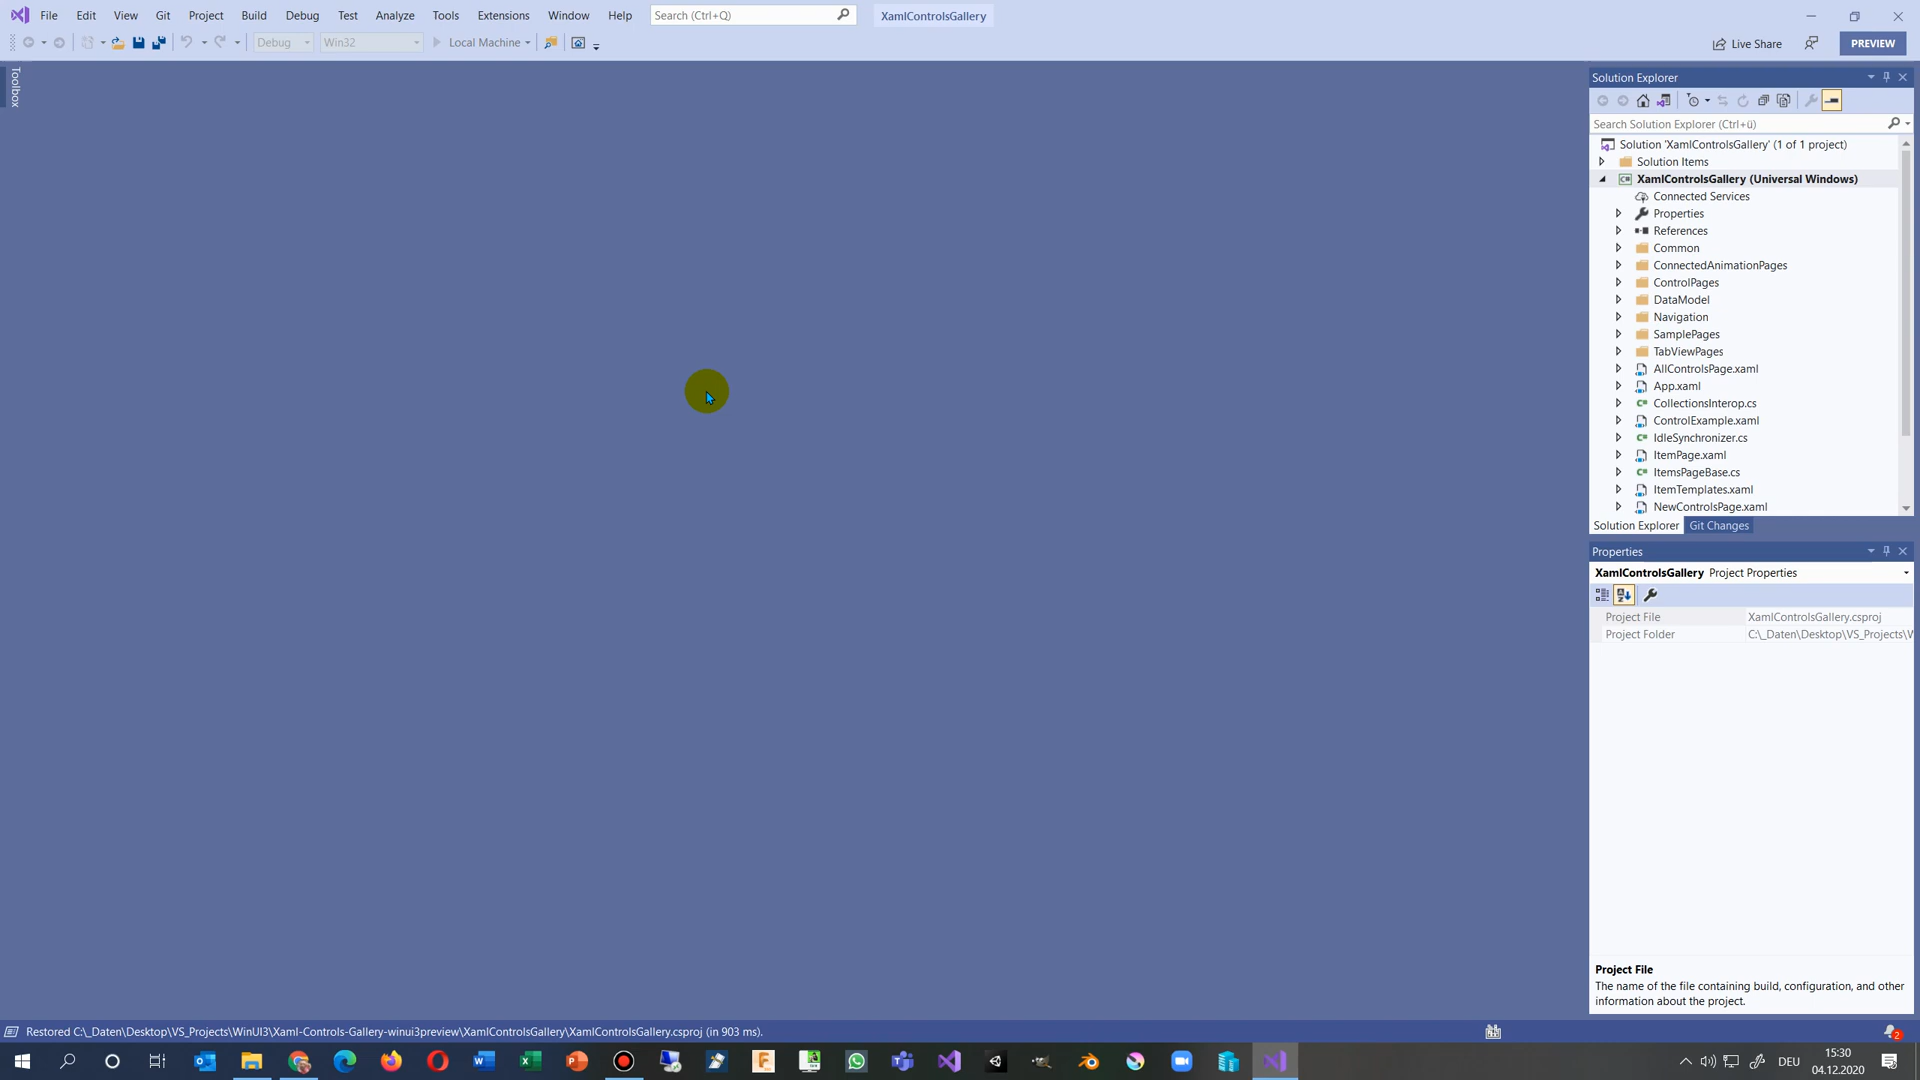 File Edit View Git Project Build Debug Test Analyze Tools Extensions Window Help Search (Ctrl+Q) XamlControlsGallery
Debug Win32 Local Machine Live Share PREVIEW
Toolbox
Solution Explorer
Search Solution Explorer (Ctrl+ü)
Solution 'XamlControlsGallery' (1 of 1 project)
Solution Items
XamlControlsGallery (Universal Windows)
Connected Services
Properties
References
Common
ConnectedAnimationPages
ControlPages
DataModel
Navigation
SamplePages
TabViewPages
AllControlsPage.xaml
App.xaml
CollectionsInterop.cs
ControlExample.xaml
IdleSynchronizer.cs
ItemPage.xaml
ItemsPageBase.cs
ItemTemplates.xaml
NewControlsPage.xaml
Solution Explorer Git Changes
Properties
XamlControlsGallery Project Properties
Project File XamlControlsGallery.csproj
Project Folder C:\_Daten\Desktop\VS_Projects\W
Project File
The name of the file containing build, configuration, and other
information about the project.
Restored C:\_Daten\Desktop\VS_Projects\WinUI3\Xaml-Controls-Gallery-winui3preview\XamlControlsGallery\XamlControlsGallery.csproj (in 903 ms). 2
DEU 15:30
04.12.2020